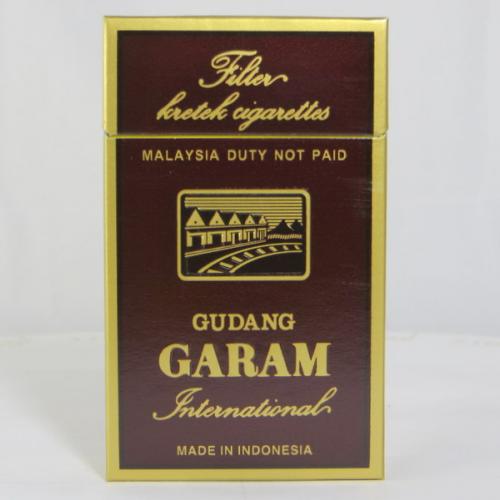 Filter
kretek cigarettes
MALAYSIA DUTY NOT PAID
GUDANG
GARAM
International
MADE IN INDONESIA